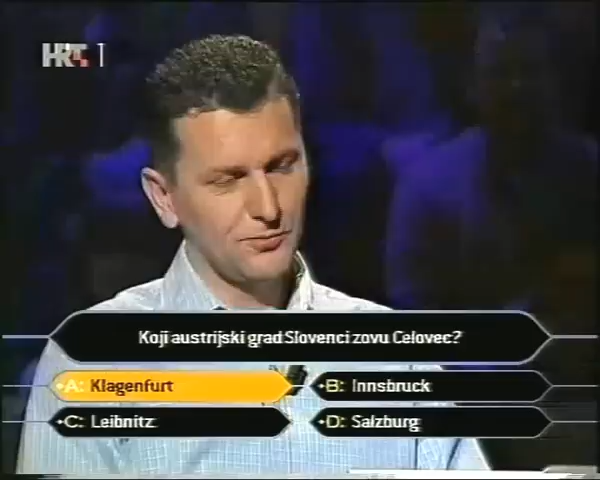 HRT 1
Koji austrijski grad Slovenci zovu Celovec?
A: Klagenfurt
B: Innsbruck
C: Leibnitz
D: Salzburg